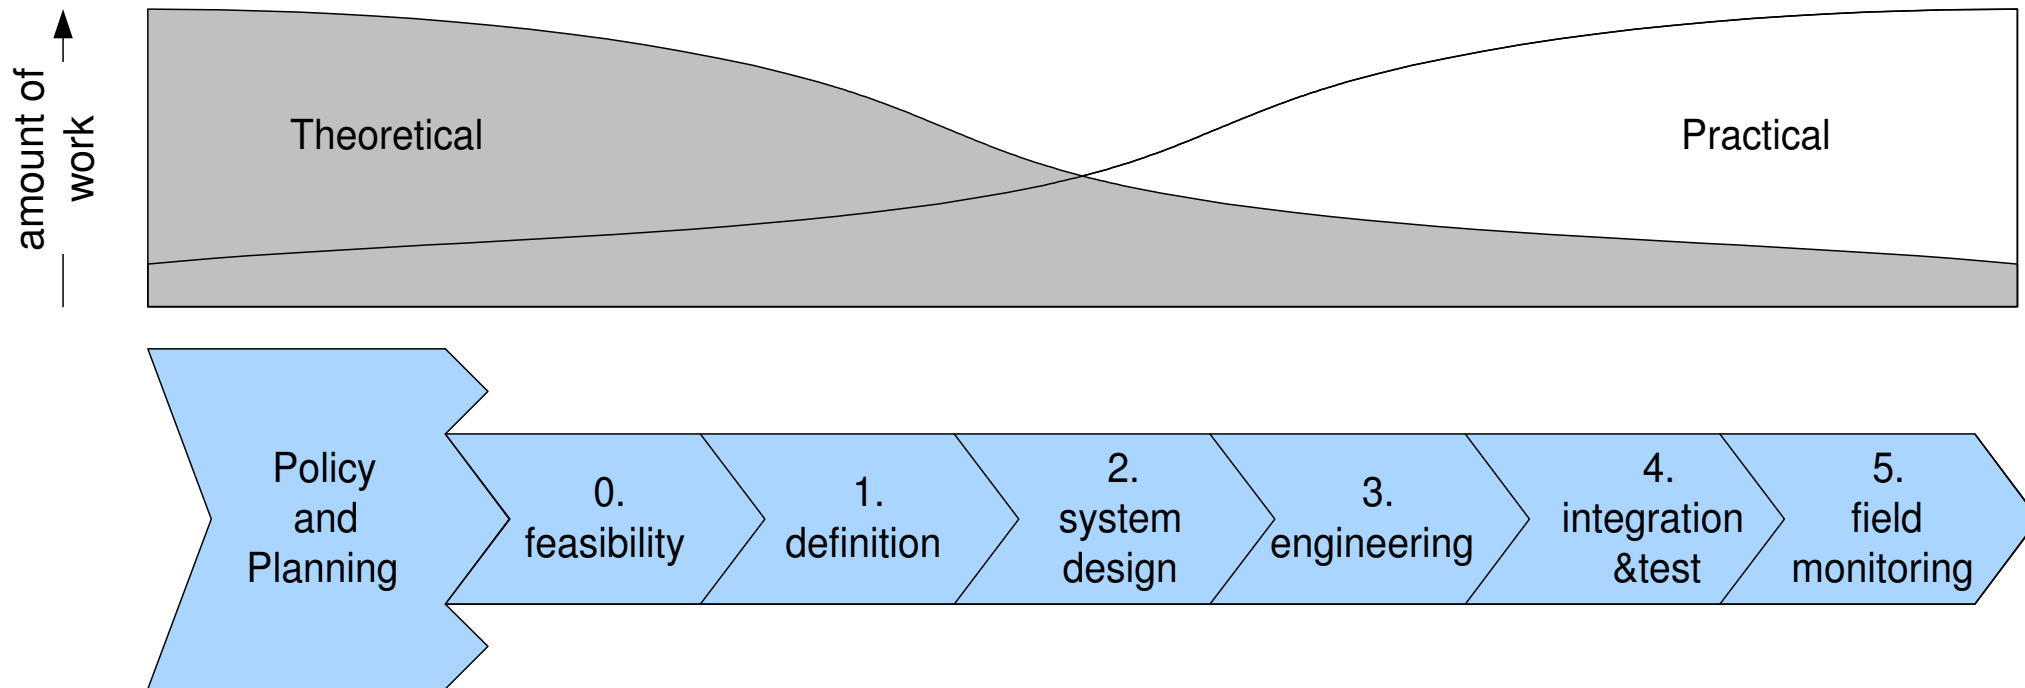 amount of
work
Theoretical
Practical
Policy
and
Planning
0.
feasibility
1.
definition
2.
system
design
3.
engineering
4.
integration
&test
5.
field
monitoring